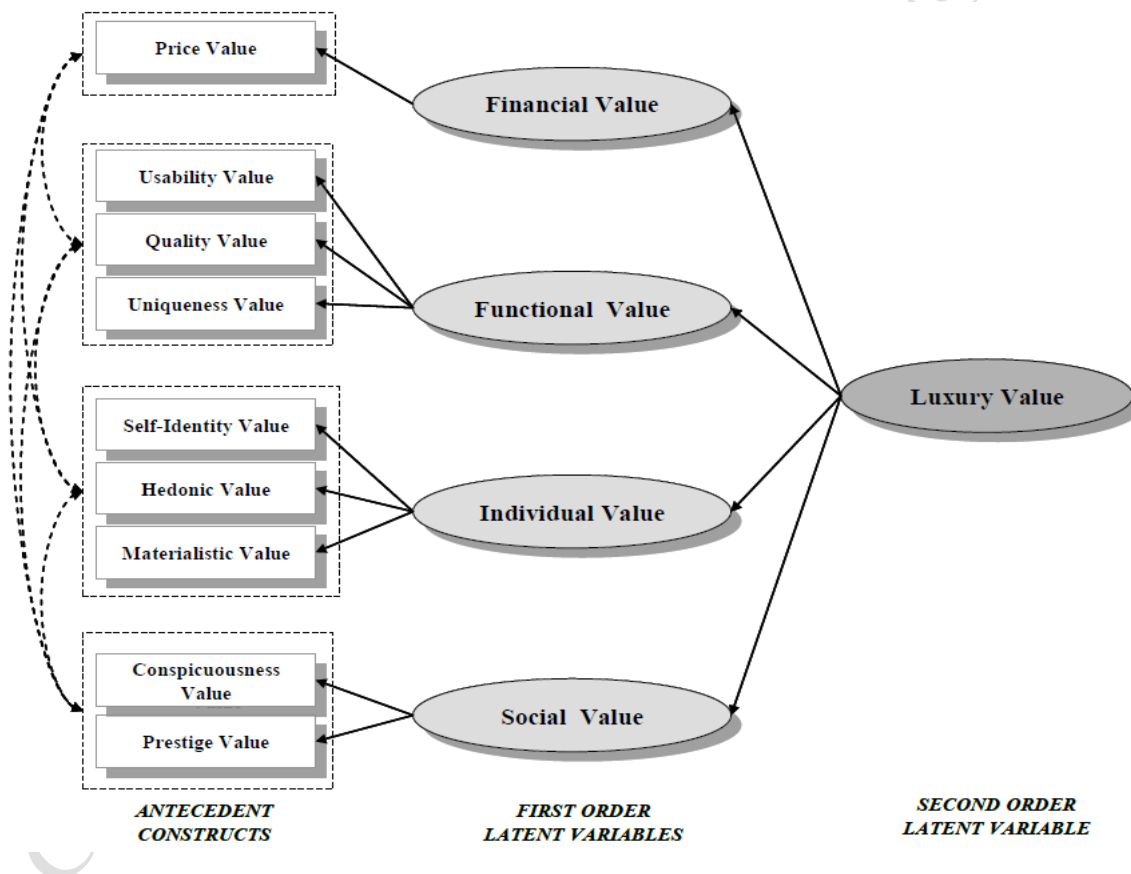 Price Value
Financial Value
Usability Value
Quality Value
Uniqueness Value
Functional Value
Luxury Value
Self-Identity Value
Hedonic Value
Materialistic Value
Individual Value
Conspicuousness
Value
Prestige Value
Social Value
ANTECEDENT
CONSTRUCTS
FIRST ORDER
LATENT VARIABLES
SECOND ORDER
LATENT VARIABLE